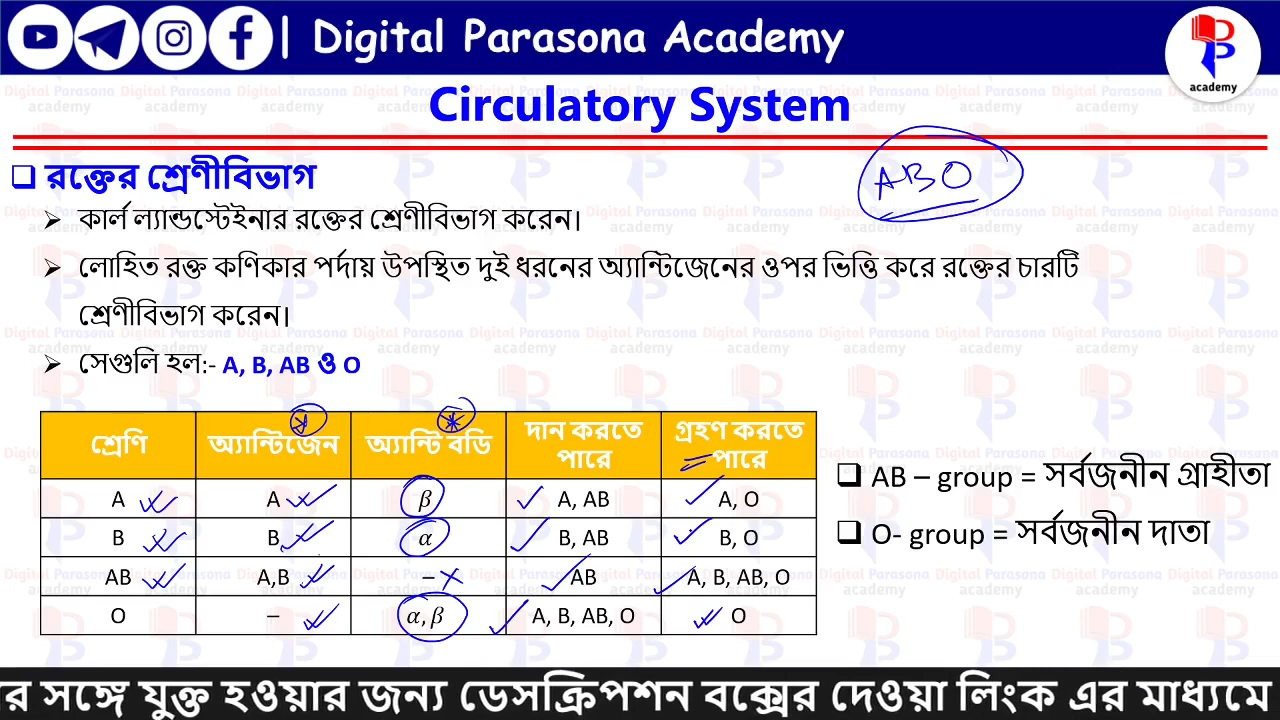 | Digital Parasona Academy
B
academy
Circulatory System
ABO
❑ রক্তের শ্রেণীবিভাগ
➢ কার্ল ল্যান্ডস্টেইনার রক্তের শ্রেণীবিভাগ করেন।
➢ লোহিত রক্ত কণিকার পর্দায় উপস্থিত দুই ধরনের অ্যান্টিজেনের ওপর ভিত্তি করে রক্তের চারটি
শ্রেণীবিভাগ করেন।
➢ সেগুলি হল:- A, B, AB ও O
শ্রেণি অ্যান্টিজেন অ্যান্টি বডি দান করতে পারে গ্রহণ করতে পারে
A A β A, AB A, O
B B α B, AB B, O
AB A,B – AB A, B, AB, O
O – α, β A, B, AB, O O
❑ AB – group = সর্বজনীন গ্রাহীতা
❑ O- group = সর্বজনীন দাতা
র সঙ্গে যুক্ত হওয়ার জন্য ডেসক্রিপশন বক্সের দেওয়া লিংক এর মাধ্যমে